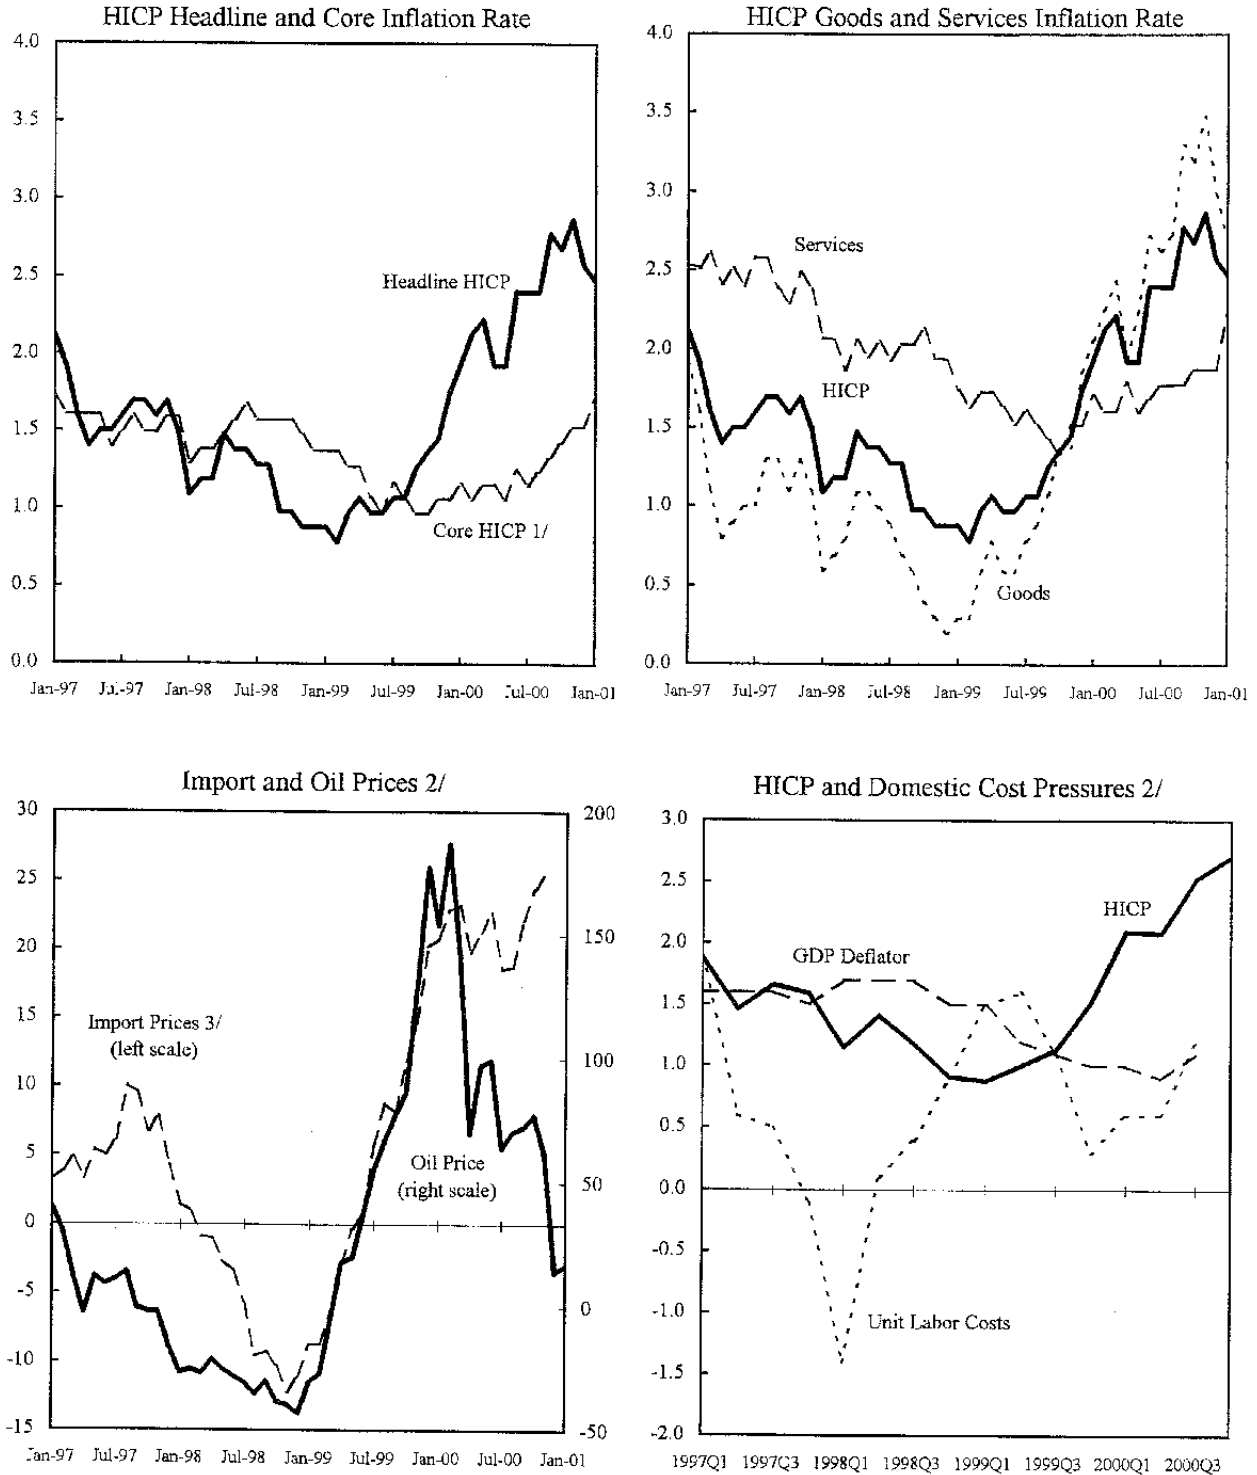 HICP Headline and Core Inflation Rate
4.0
3.5
3.0
2.5
2.0
1.5
1.0
0.5
0.0
Headline HICP
Core HICP 1/
Jan-97 Jul-97 Jan-98 Jul-98 Jan-99 Jul-99 Jan-00 Jul-00 Jan-01
HICP Goods and Services Inflation Rate
4.0
3.5
3.0
2.5
2.0
1.5
1.0
0.5
0.0
Services
HICP
Goods
Jan-97 Jul-97 Jan-98 Jul-98 Jan-99 Jul-99 Jan-00 Jul-00 Jan-01
Import and Oil Prices 2/
30
25
20
15
10
5
0
-5
-10
-15
Import Prices 3/
(left scale)
Oil Price
(right scale)
200
150
100
50
0
-50
Jan-97 Jul-97 Jan-98 Jul-98 Jan-99 Jul-99 Jan-00 Jul-00 Jan-01
HICP and Domestic Cost Pressures 2/
3.0
2.5
2.0
1.5
1.0
0.5
0.0
-0.5
-1.0
-1.5
-2.0
HICP
GDP Deflator
Unit Labor Costs
1997Q1 1997Q3 1998Q1 1998Q3 1999Q1 1999Q3 2000Q1 2000Q3